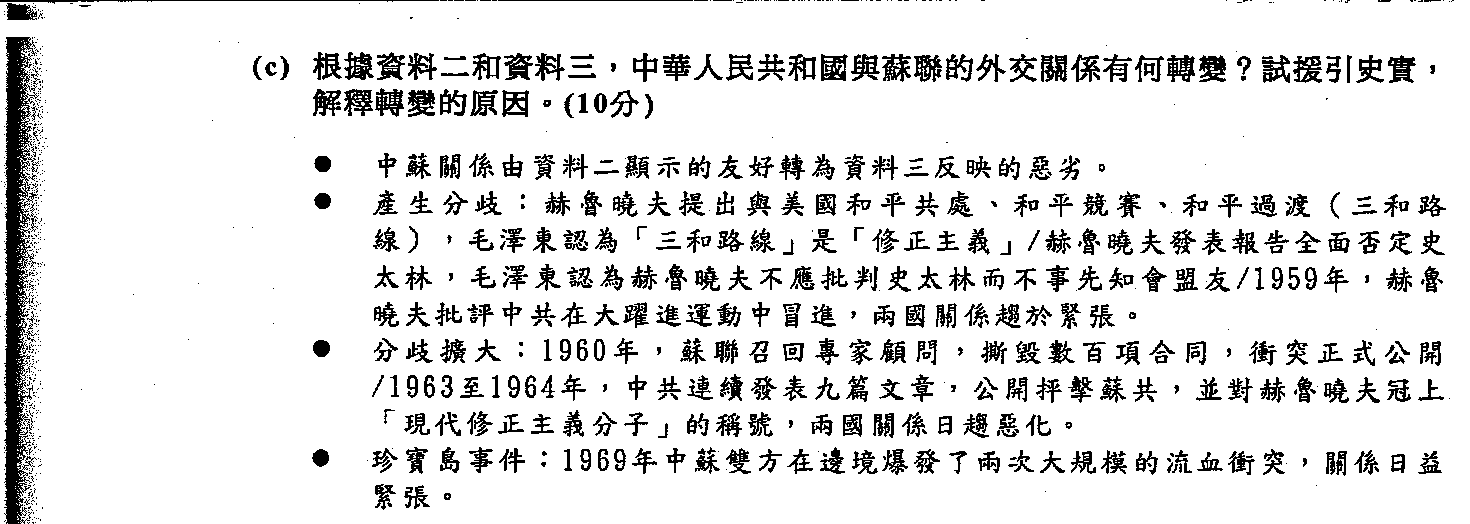 (c) 根據資料二和資料三，中華人民共和國與蘇聯的外交關係有何轉變？試援引史實，
解釋轉變的原因。(10分)
● 中蘇關係由資料二顯示的友好轉為資料三反映的惡劣。
● 產生分歧：赫魯曉夫提出與美國和平共處、和平競賽、和平過渡（三和路
線），毛澤東認為「三和路線」是「修正主義」/赫魯曉夫發表報告全面否定史
太林，毛澤東認為赫魯曉夫不應批判史太林而不事先知會盟友/1959年，赫魯
曉夫批評中共在大躍進運動中冒進，兩國關係趨於緊張。
● 分歧擴大：1960年，蘇聯召回專家顧問，撕毀數百項合同，衝突正式公開
/1963至1964年，中共連續發表九篇文章，公開抨擊蘇共，並對赫魯曉夫冠上
「現代修正主義分子」的稱號，兩國關係日趨惡化。
● 珍寶島事件：1969年中蘇雙方在邊境爆發了兩次大規模的流血衝突，關係日益
緊張。